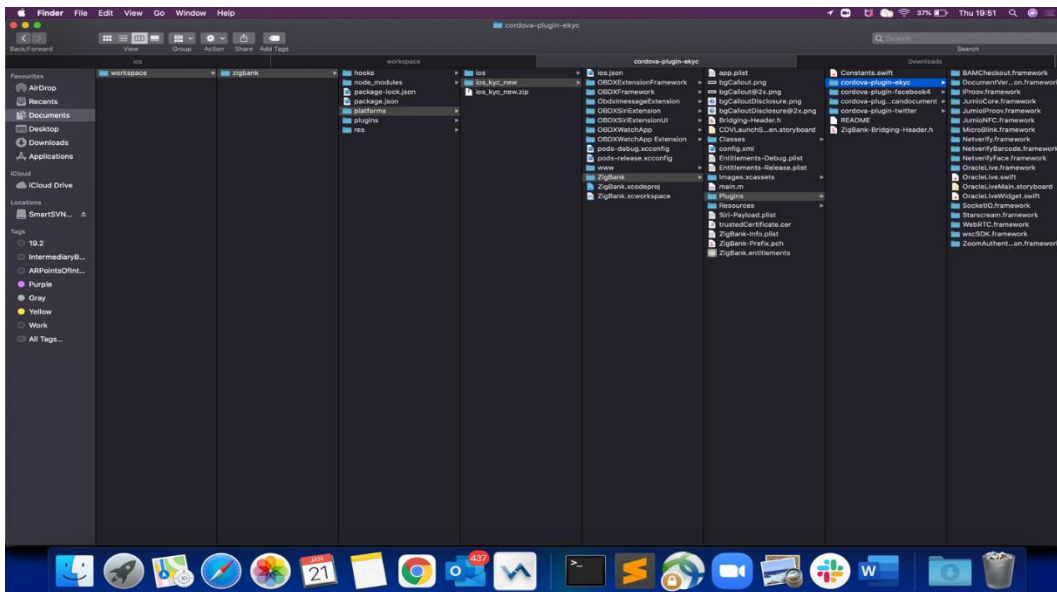 Finder File Edit View Go Window Help
37% Thu 19:51
cordova-plugin-ekyc
Back/Forward View Group Action Share Add Tags Search
Search
ios workspace cordova-plugin-ekyc Downloads
Favourites
AirDrop
Recents
Documents
Desktop
Downloads
Applications
iCloud
iCloud Drive
Locations
SmartSVN...
Tags
19.2
IntermediaryB...
ARPointsOfInt...
Purple
Gray
Yellow
Work
All Tags...
workspace
zigbank
hooks
node_modules
package-lock.json
package.json
platforms
plugins
res
ios
ios_kyc_new
ios_kyc_new.zip
ios.json
OBDXExtensionFramework
OBDXFramework
ObdxImessageExtension
OBDXSiriExtension
OBDXSiriExtensionUI
OBDXWatchApp
OBDXWatchApp Extension
pods-debug.xcconfig
pods-release.xcconfig
www
ZigBank
ZigBank.xcodeproj
ZigBank.xcworkspace
app.plist
bgCallout.png
bgCallout@2x.png
bgCalloutDisclosure.png
bgCalloutDisclosure@2x.png
Bridging-Header.h
CDVLaunchS...en.storyboard
Classes
config.xml
Entitlements-Debug.plist
Entitlements-Release.plist
Images.xcassets
main.m
Plugins
Resources
Siri-Payload.plist
trustedCertificate.cer
ZigBank-Info.plist
ZigBank-Prefix.pch
ZigBank.entitlements
Constants.swift
cordova-plugin-ekyc
cordova-plugin-facebook4
cordova-plug...candocument
cordova-plugin-twitter
README
ZigBank-Bridging-Header.h
BAMCheckout.framework
DocumentVer...on.framework
iProov.framework
JumioCore.framework
JumioIProov.framework
JumioNFC.framework
MicroBlink.framework
Netverify.framework
NetverifyBarcode.framework
NetverifyFace.framework
OracleLive.framework
OracleLive.swift
OracleLiveMain.storyboard
OracleLiveWidget.swift
SocketIO.framework
Starscream.framework
WebRTC.framework
wscSDK.framework
ZoomAuthent...on.framework
JAN
21
437